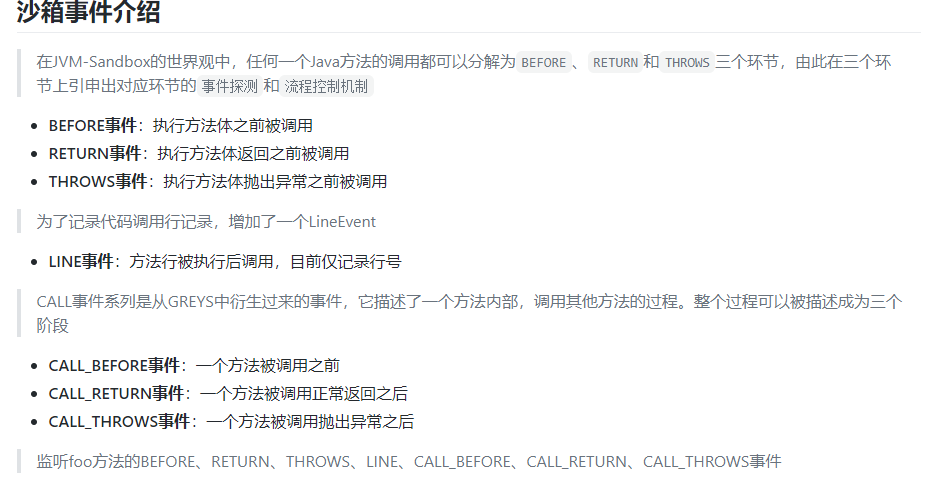 沙箱事件介绍
在JVM-Sandbox的世界观中，任何一个Java方法的调用都可以分解为BEFORE、RETURN和THROWS三个环节，由此在三个环
节上引申出对应环节的事件探测和流程控制机制
BEFORE事件：执行方法体之前被调用
RETURN事件：执行方法体返回之前被调用
THROWS事件：执行方法体抛出异常之前被调用
为了记录代码调用行记录，增加了一个LineEvent
LINE事件：方法行被执行后调用，目前仅记录行号
CALL事件系列是从GREYS中衍生过来的事件，它描述了一个方法内部，调用其他方法的过程。整个过程可以被描述成为三个
阶段
CALL_BEFORE事件：一个方法被调用之前
CALL_RETURN事件：一个方法被调用正常返回之后
CALL_THROWS事件：一个方法被调用抛出异常之后
监听foo方法的BEFORE、RETURN、THROWS、LINE、CALL_BEFORE、CALL_RETURN、CALL_THROWS事件